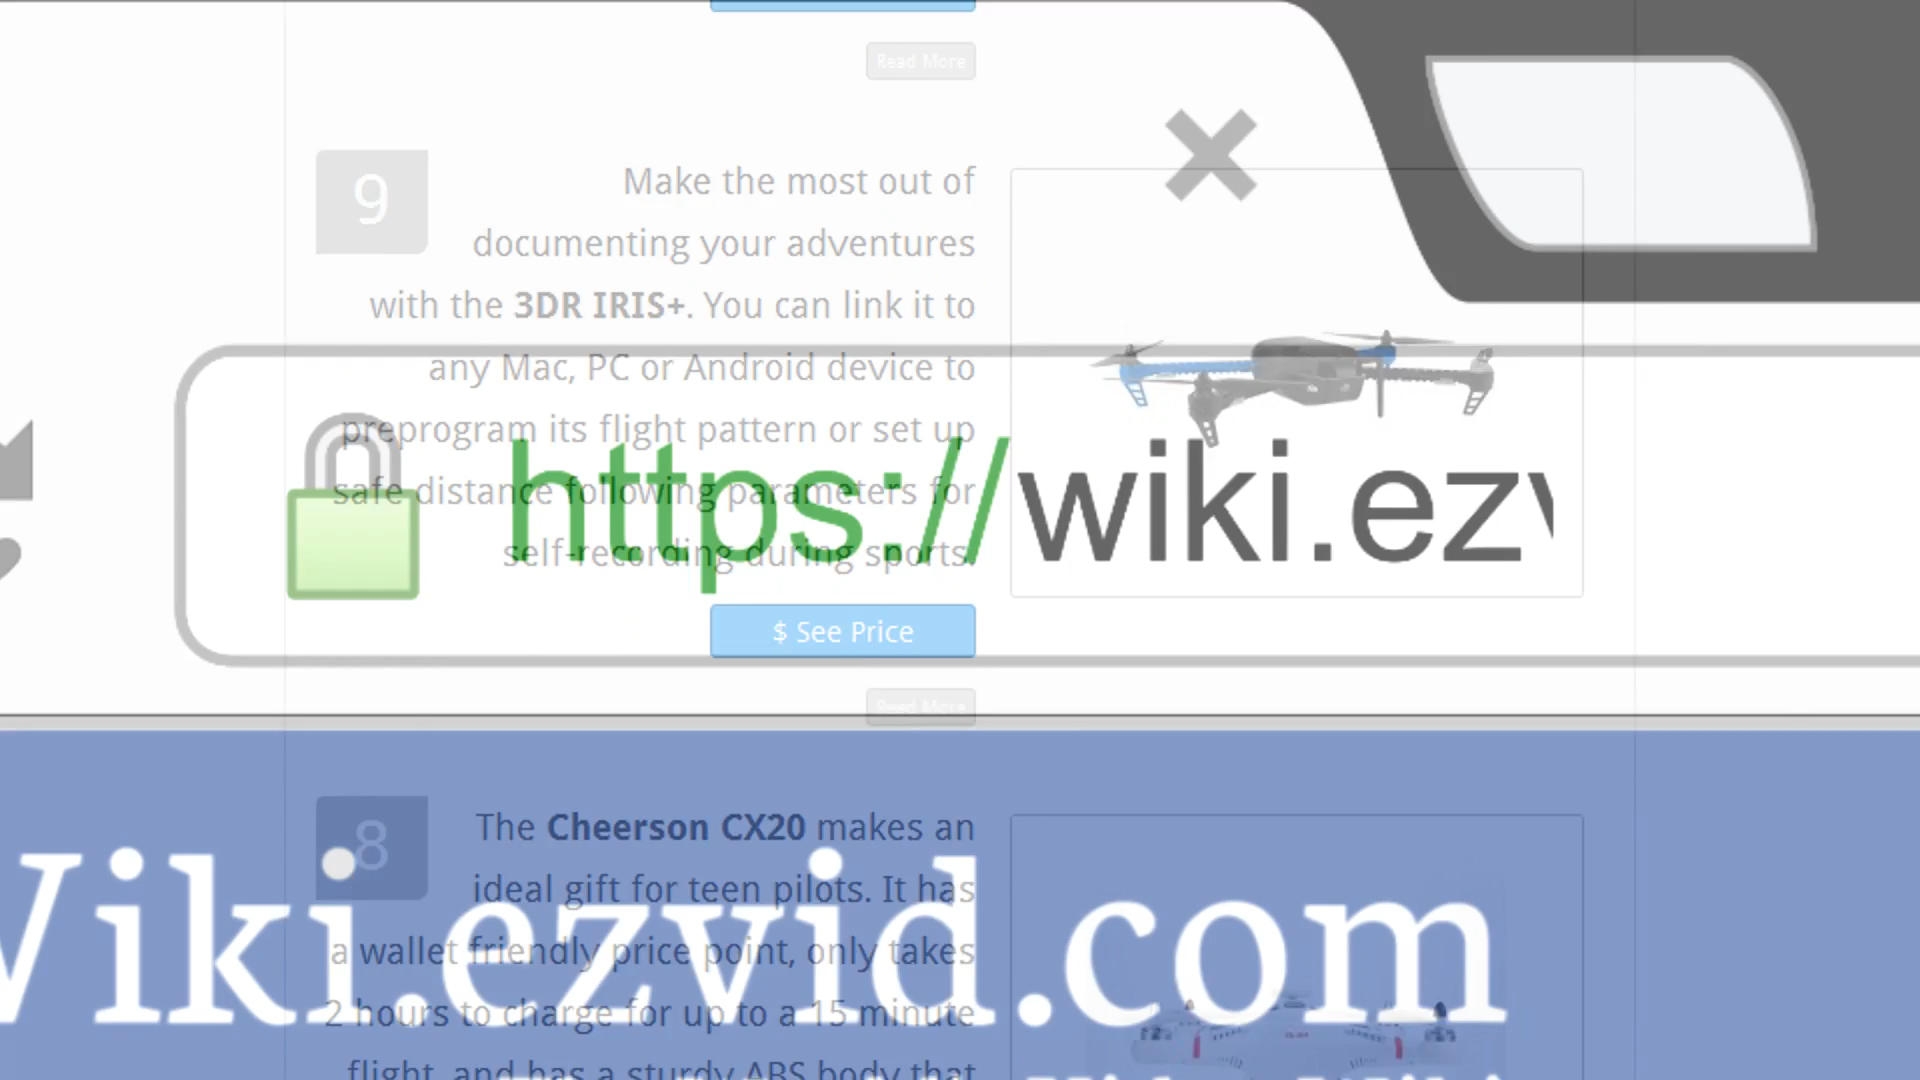 Read More
9
Make the most out of
documenting your adventures
with the 3DR IRIS+. You can link it to
any Mac, PC or Android device to
preprogram its flight pattern or set up
safe distance following parameters for
self-recording during sports.
https://wiki.ezv
$ See Price
Read More
8
The Cheerson CX20 makes an
ideal gift for teen pilots. It has
a wallet friendly price point, only takes
2 hours to charge for up to a 15 minute
flight, and has a sturdy ABS body that
Wiki.ezvid.com